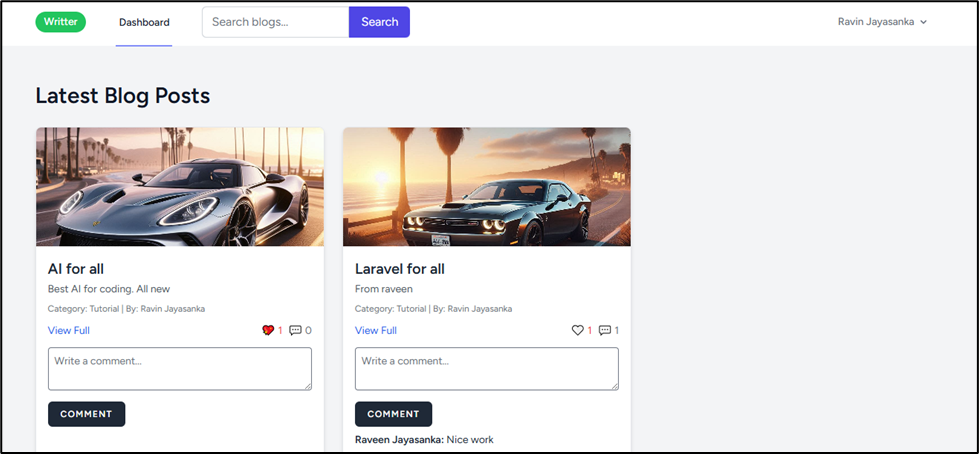 Writter Dashboard Search blogs... Search Ravin Jayasanka
Latest Blog Posts
AI for all
Best AI for coding. All new
Category: Tutorial | By: Ravin Jayasanka
View Full 1 0
Write a comment...
COMMENT
Laravel for all
From raveen
Category: Tutorial | By: Ravin Jayasanka
View Full 1 1
Write a comment...
COMMENT
Raveen Jayasanka: Nice work